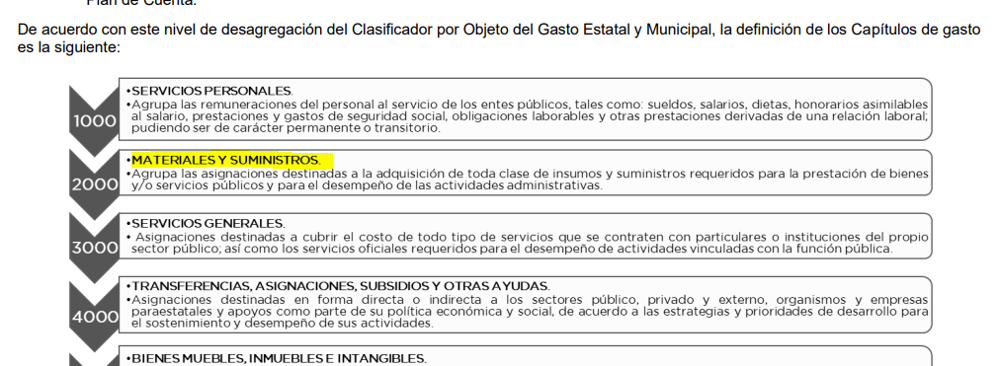 Plan de Cuenta.
De acuerdo con este nivel de desagregación del Clasificador por Objeto del Gasto Estatal y Municipal, la definición de los Capítulos de gasto
es la siguiente:
•SERVICIOS PERSONALES.
•Agrupa las remuneraciones del personal al servicio de los entes públicos, tales como: sueldos, salarios, dietas, honorarios asimilables
1000
al salario, prestaciones y gastos de seguridad social, obligaciones laborables y otras prestaciones derivadas de una relación laboral;
pudiendo ser de carácter permanente o transitorio.
•MATERIALES Y SUMINISTROS.
•Agrupa las asignaciones destinadas a la adquisición de toda clase de insumos y suministros requeridos para la prestación de bienes
2000
y/o servicios públicos y para el desempeño de las actividades administrativas.
•SERVICIOS GENERALES.
• Asignaciones destinadas a cubrir el costo de todo tipo de servicios que se contraten con particulares o instituciones del propio
3000
sector público; así como los servicios oficiales requeridos para el desempeño de actividades vinculadas con la función pública.
•TRANSFERENCIAS, ASIGNACIONES, SUBSIDIOS Y OTRAS AYUDAS.
•Asignaciones destinadas en forma directa o indirecta a los sectores público, privado y externo, organismos y empresas
4000
paraestatales y apoyos como parte de su política económica y social, de acuerdo a las estrategias y prioridades de desarrollo para
el sostenimiento y desempeño de sus actividades.
•BIENES MUEBLES, INMUEBLES E INTANGIBLES.